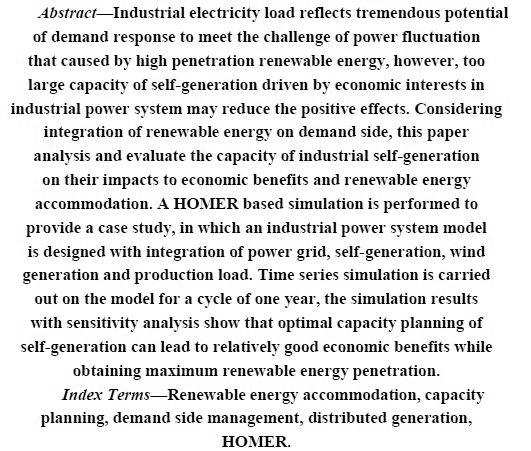 Abstract—Industrial electricity load reflects tremendous potential
of demand response to meet the challenge of power fluctuation
that caused by high penetration renewable energy, however, too
large capacity of self-generation driven by economic interests in
industrial power system may reduce the positive effects. Considering
integration of renewable energy on demand side, this paper
analysis and evaluate the capacity of industrial self-generation
on their impacts to economic benefits and renewable energy
accommodation. A HOMER based simulation is performed to
provide a case study, in which an industrial power system model
is designed with integration of power grid, self-generation, wind
generation and production load. Time series simulation is carried
out on the model for a cycle of one year, the simulation results
with sensitivity analysis show that optimal capacity planning of
self-generation can lead to relatively good economic benefits while
obtaining maximum renewable energy penetration.
Index Terms—Renewable energy accommodation, capacity
planning, demand side management, distributed generation,
HOMER.